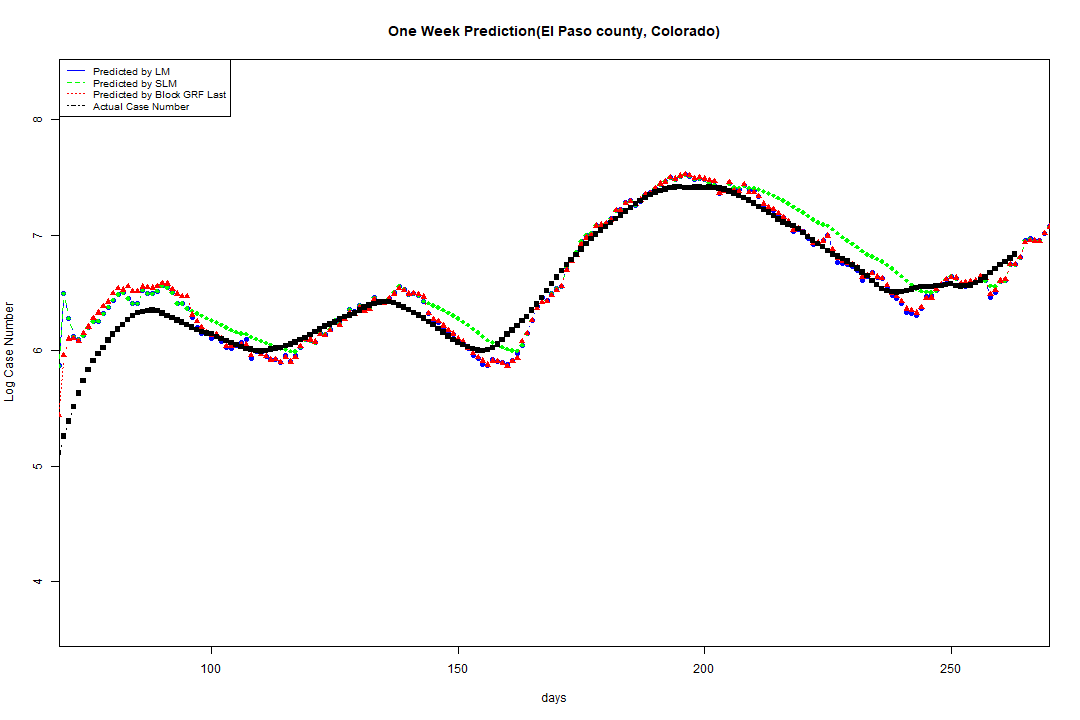 One Week Prediction(El Paso county, Colorado)
Predicted by LM
Predicted by SLM
Predicted by Block GRF Last
Actual Case Number
8
7
6
5
4
Log Case Number
100 150 200 250
days